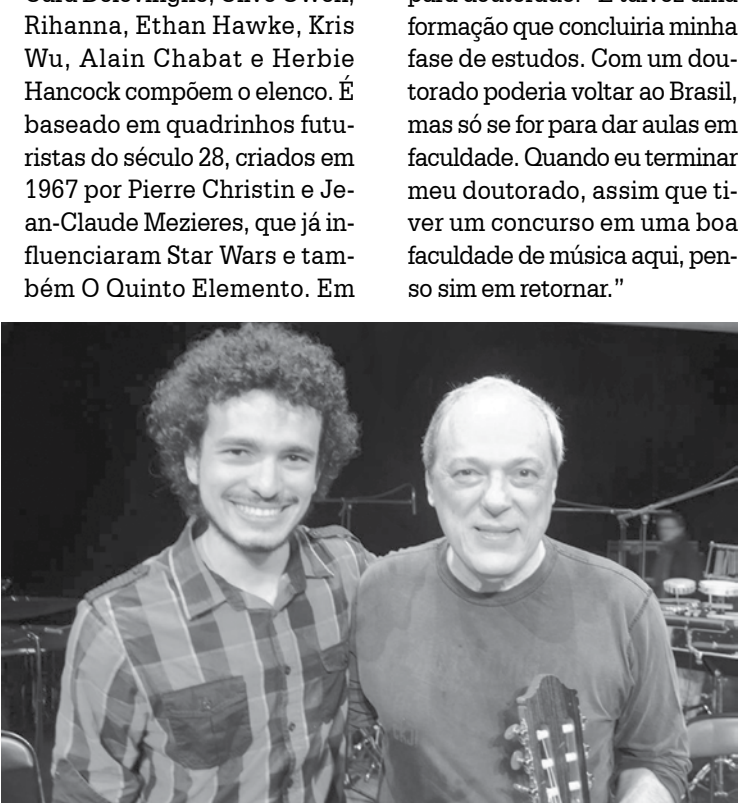 Rihanna, Ethan Hawke, Kris
Wu, Alain Chabat e Herbie
Hancock compõem o elenco. É
baseado em quadrinhos futu-
ristas do século 28, criados em
1967 por Pierre Christin e Je-
an-Claude Mezieres, que já in-
fluenciaram Star Wars e tam-
bém O Quinto Elemento. Em
formação que concluiria minha
fase de estudos. Com um dou-
torado poderia voltar ao Brasil,
mas só se for para dar aulas em
faculdade. Quando eu terminar
meu doutorado, assim que ti-
ver um concurso em uma boa
faculdade de música aqui, pen-
so sim em retornar.”